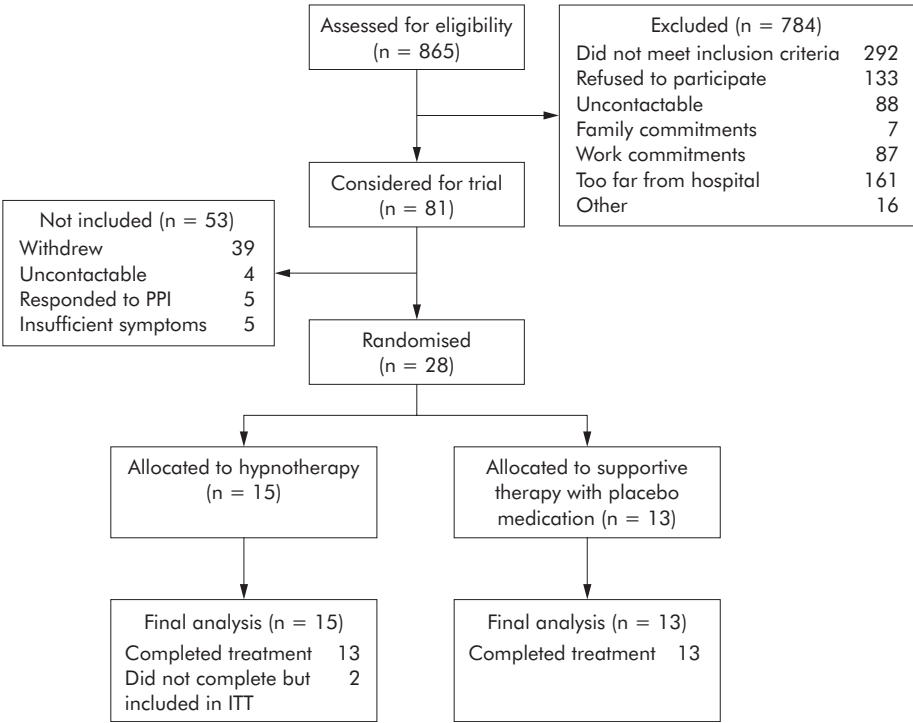 Assessed for eligibility
(n = 865)
Excluded (n = 784)
Did not meet inclusion criteria 292
Refused to participate 133
Uncontactable 88
Family commitments 7
Work commitments 87
Too far from hospital 161
Other 16
Considered for trial
(n = 81)
Not included (n = 53)
Withdrew 39
Uncontactable 4
Responded to PPI 5
Insufficient symptoms 5
Randomised
(n = 28)
Allocated to hypnotherapy
(n = 15)
Allocated to supportive
therapy with placebo
medication (n = 13)
Final analysis (n = 15)
Completed treatment 13
Did not complete but 2
included in ITT
Final analysis (n = 13)
Completed treatment 13